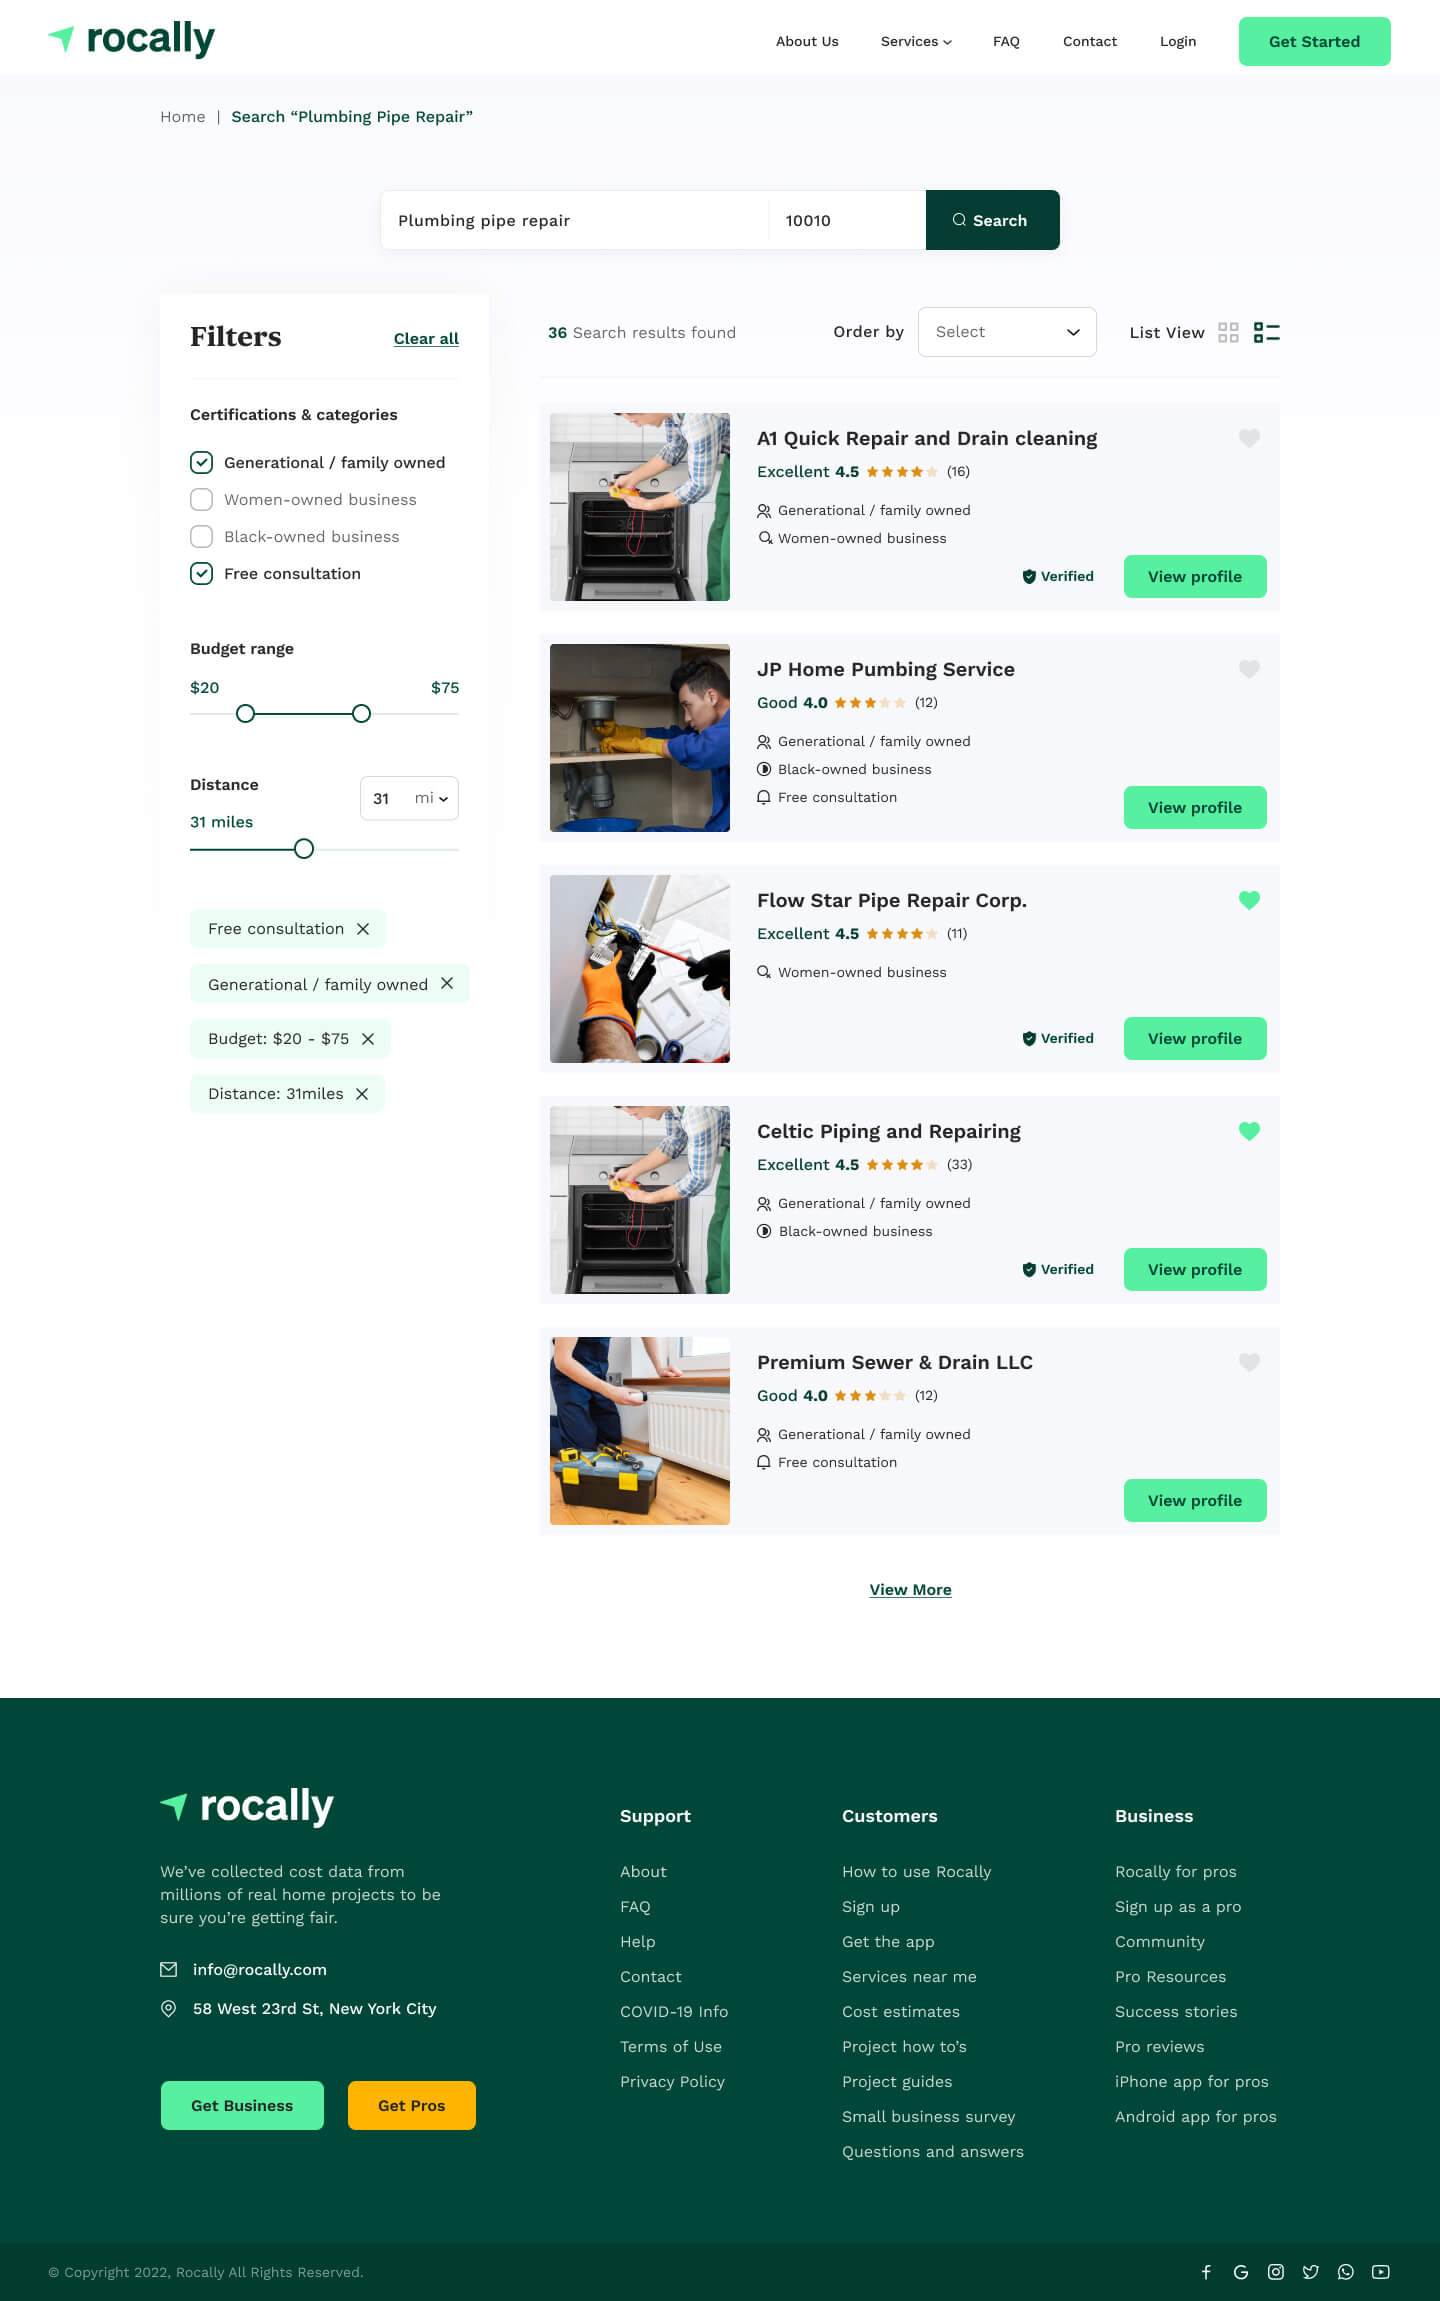 rocally
About Us
Services
FAQ
Contact
Login
Get Started
Home | Search “Plumbing Pipe Repair”
Plumbing pipe repair
10010
Search
Filters
Clear all
Certifications & categories
Generational / family owned
Women-owned business
Black-owned business
Free consultation
Budget range
$20
$75
Distance
31 mi
31 miles
Free consultation
Generational / family owned
Budget: $20 - $75
Distance: 31miles
36 Search results found
Order by
Select
List View
A1 Quick Repair and Drain cleaning
Excellent 4.5 (16)
Generational / family owned
Women-owned business
Verified
View profile
JP Home Pumbing Service
Good 4.0 (12)
Generational / family owned
Black-owned business
Free consultation
View profile
Flow Star Pipe Repair Corp.
Excellent 4.5 (11)
Women-owned business
Verified
View profile
Celtic Piping and Repairing
Excellent 4.5 (33)
Generational / family owned
Black-owned business
Verified
View profile
Premium Sewer & Drain LLC
Good 4.0 (12)
Generational / family owned
Free consultation
View profile
View More
rocally
We’ve collected cost data from
millions of real home projects to be
sure you’re getting fair.
info@rocally.com
58 West 23rd St, New York City
Get Business
Get Pros
Support
About
FAQ
Help
Contact
COVID-19 Info
Terms of Use
Privacy Policy
Customers
How to use Rocally
Sign up
Get the app
Services near me
Cost estimates
Project how to’s
Project guides
Small business survey
Questions and answers
Business
Rocally for pros
Sign up as a pro
Community
Pro Resources
Success stories
Pro reviews
iPhone app for pros
Android app for pros
© Copyright 2022, Rocally All Rights Reserved.